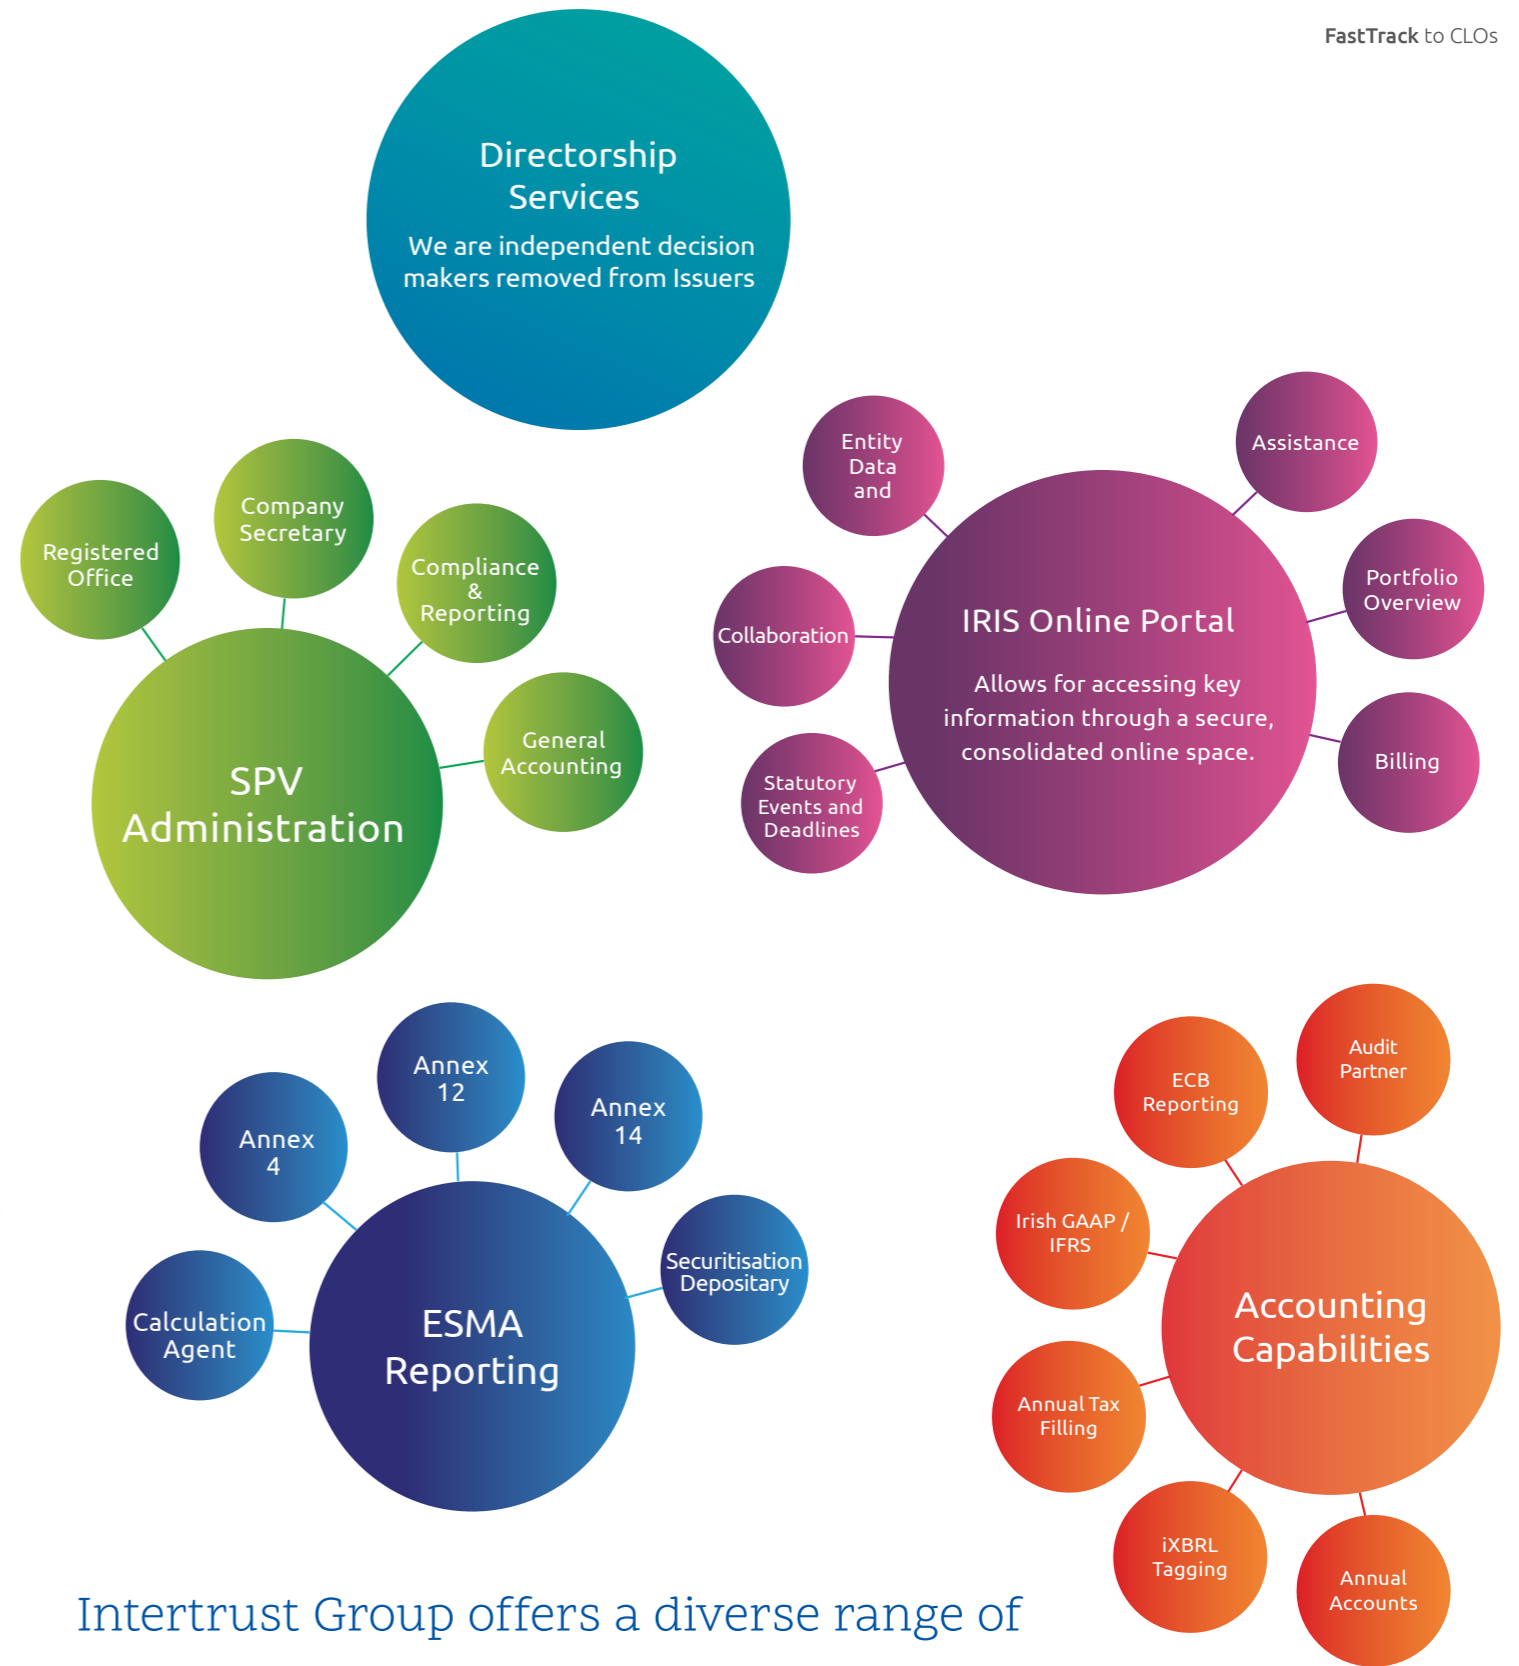 FastTrack to CLOs
Directorship
Services
We are independent decision
makers removed from Issuers
Registered
Office
Company
Secretary
Compliance
&
Reporting
General
Accounting
SPV
Administration
Entity
Data
and
Assistance
Collaboration
Portfolio
Overview
Statutory
Events and
Deadlines
Billing
IRIS Online Portal
Allows for accessing key
information through a secure,
consolidated online space.
Annex
12
Annex
14
Annex
4
Securitisation
Depositary
Calculation
Agent
ESMA
Reporting
Audit
Partner
ECB
Reporting
Irish GAAP /
IFRS
Annual Tax
Filling
iXBRL
Tagging
Annual
Accounts
Accounting
Capabilities
Intertrust Group offers a diverse range of